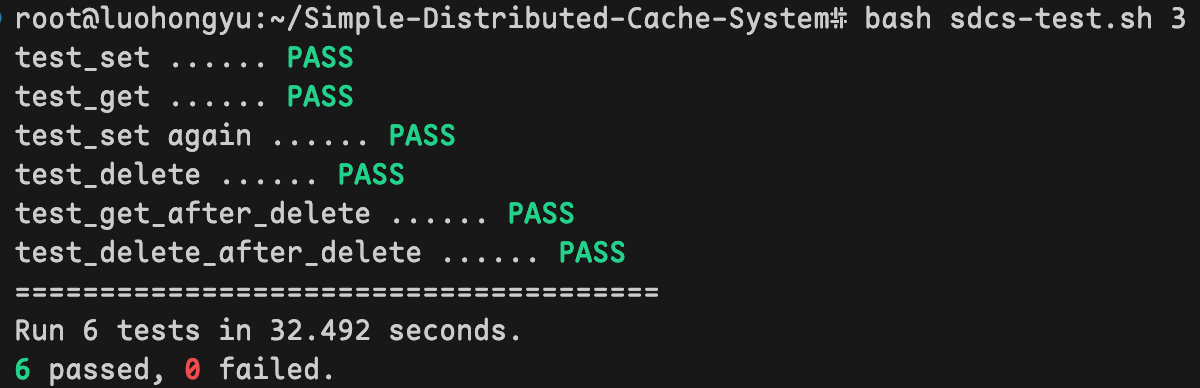 root@luohongyu:~/Simple-Distributed-Cache-System# bash sdcs-test.sh 3
test_set ...... PASS
test_get ...... PASS
test_set again ...... PASS
test_delete ...... PASS
test_get_after_delete ...... PASS
test_delete_after_delete ...... PASS
======================================
Run 6 tests in 32.492 seconds.
6 passed, 0 failed.